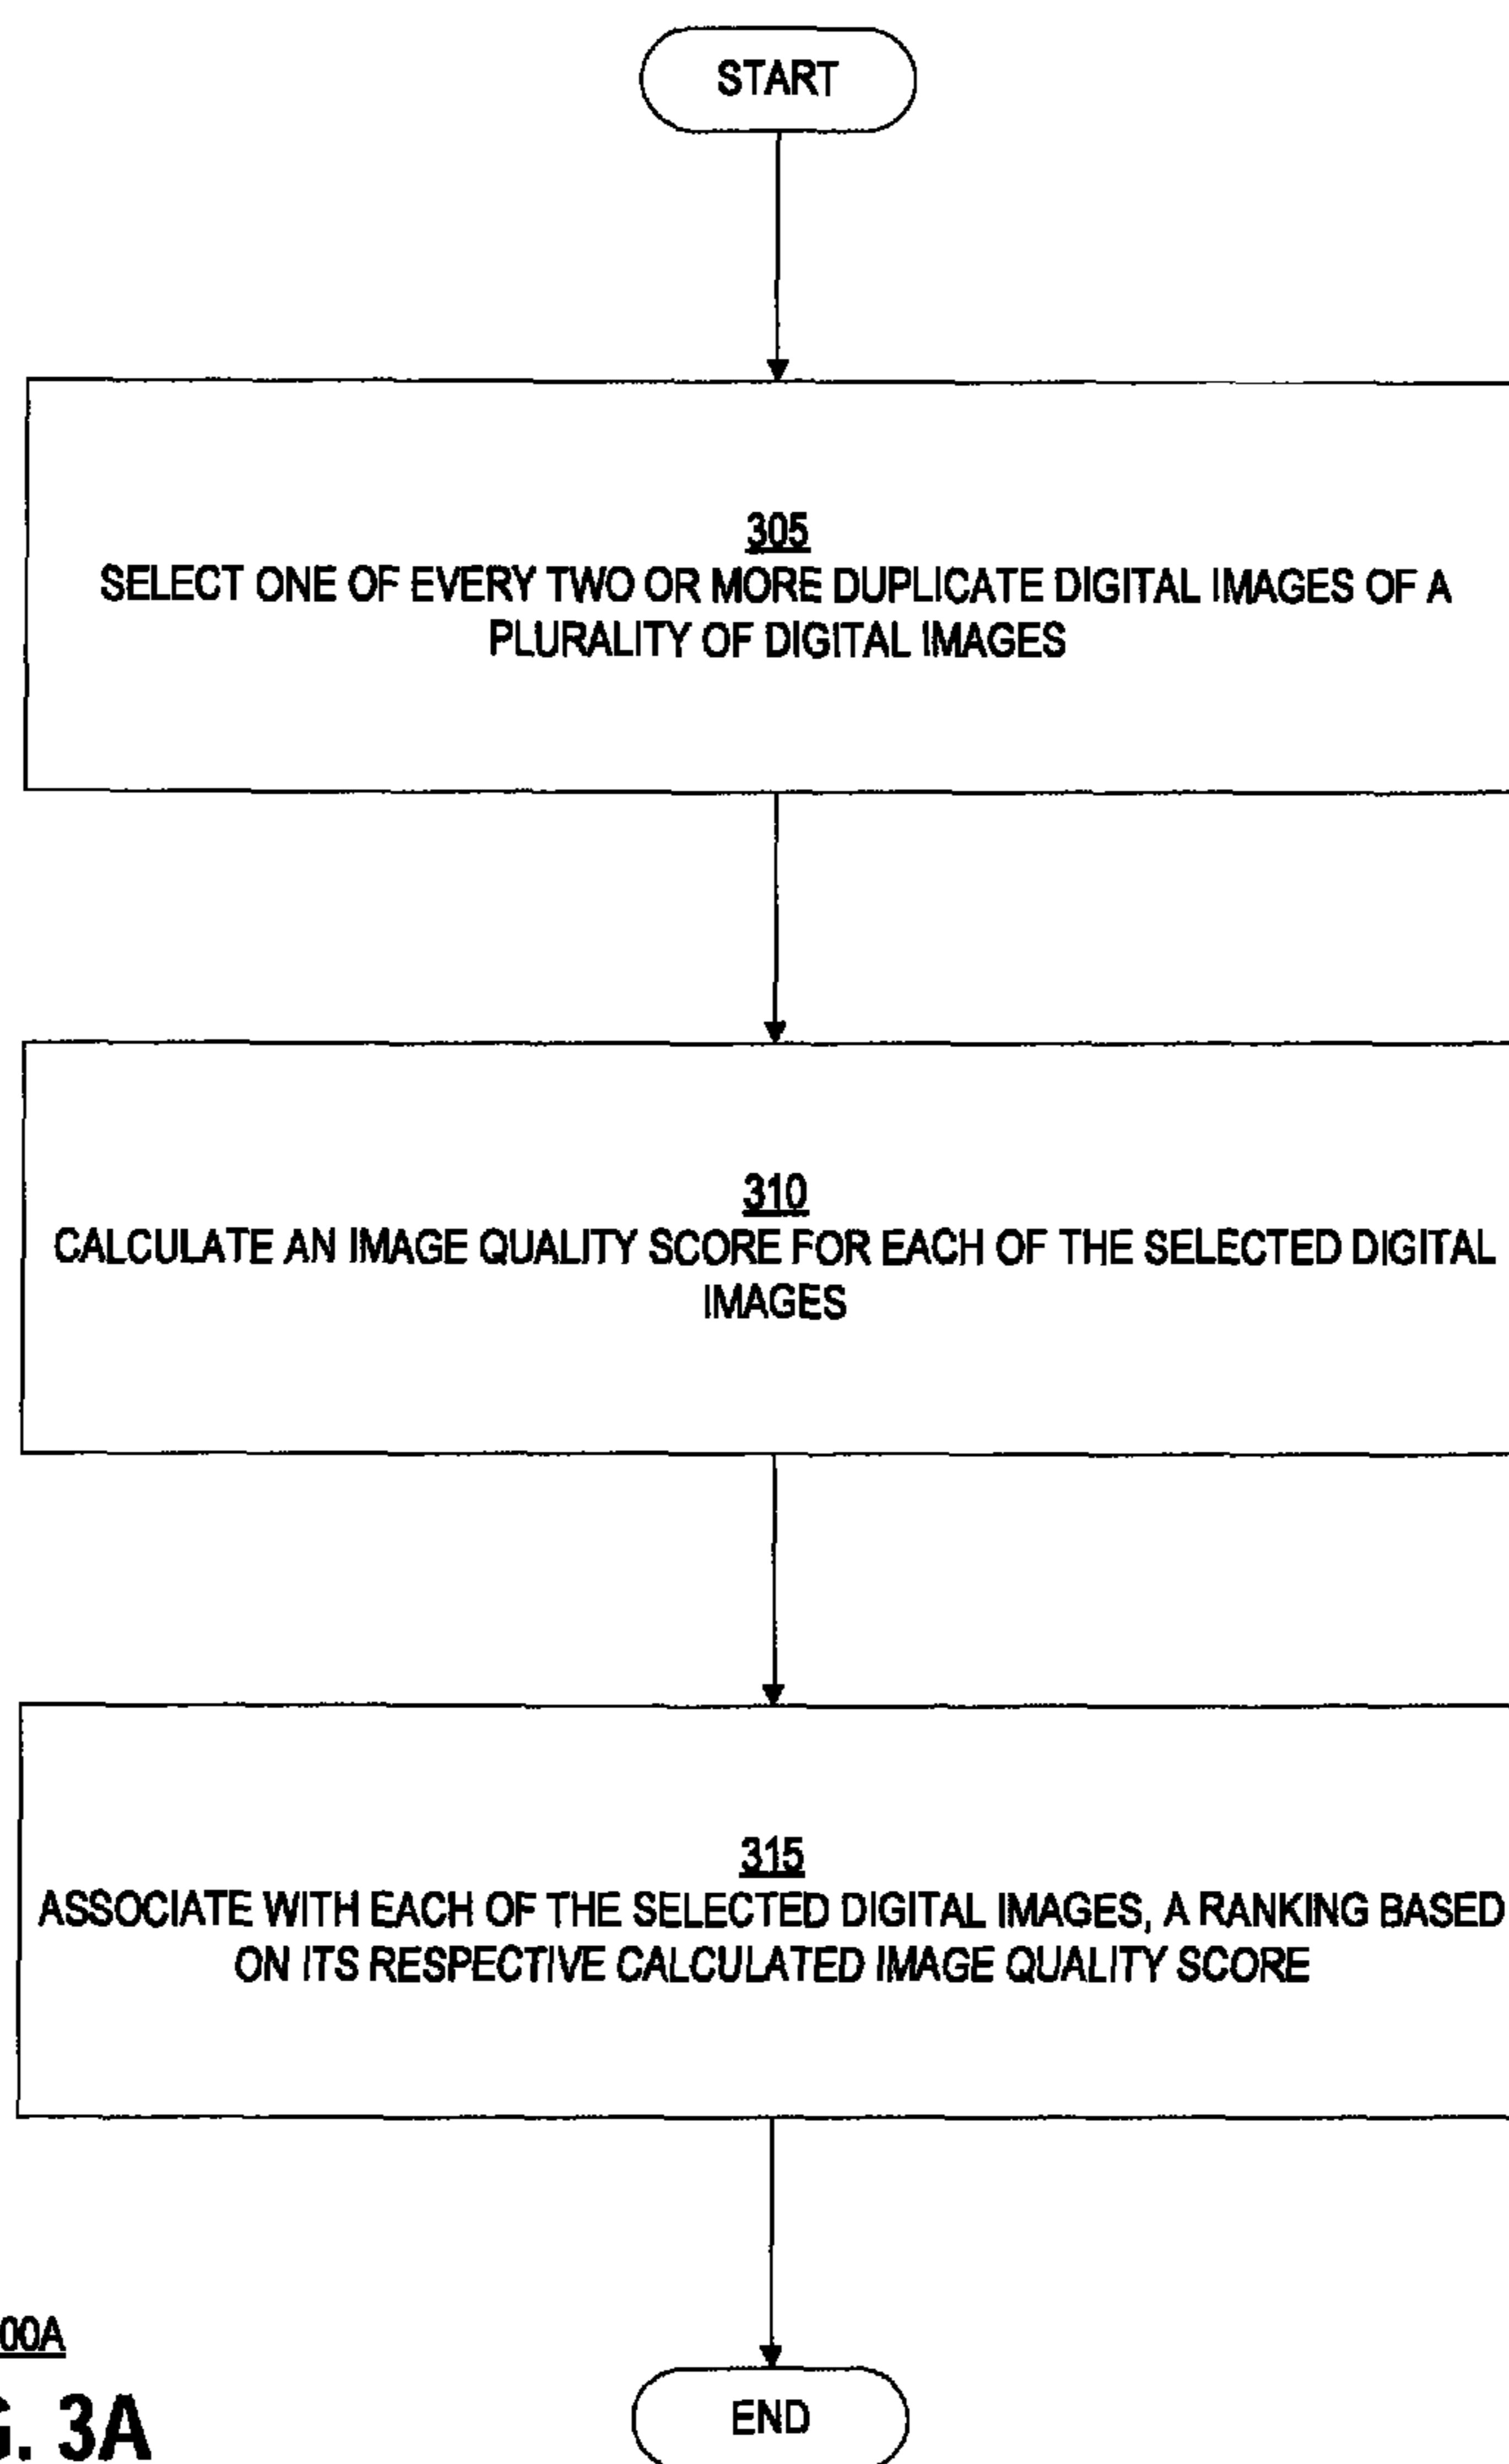 START
305
SELECT ONE OF EVERY TWO OR MORE DUPLICATE DIGITAL IMAGES OF A
PLURALITY OF DIGITAL IMAGES
310
CALCULATE AN IMAGE QUALITY SCORE FOR EACH OF THE SELECTED DIGITAL
IMAGES
315
ASSOCIATE WITH EACH OF THE SELECTED DIGITAL IMAGES, A RANKING BASED
ON ITS RESPECTIVE CALCULATED IMAGE QUALITY SCORE
00A
G. 3A
END